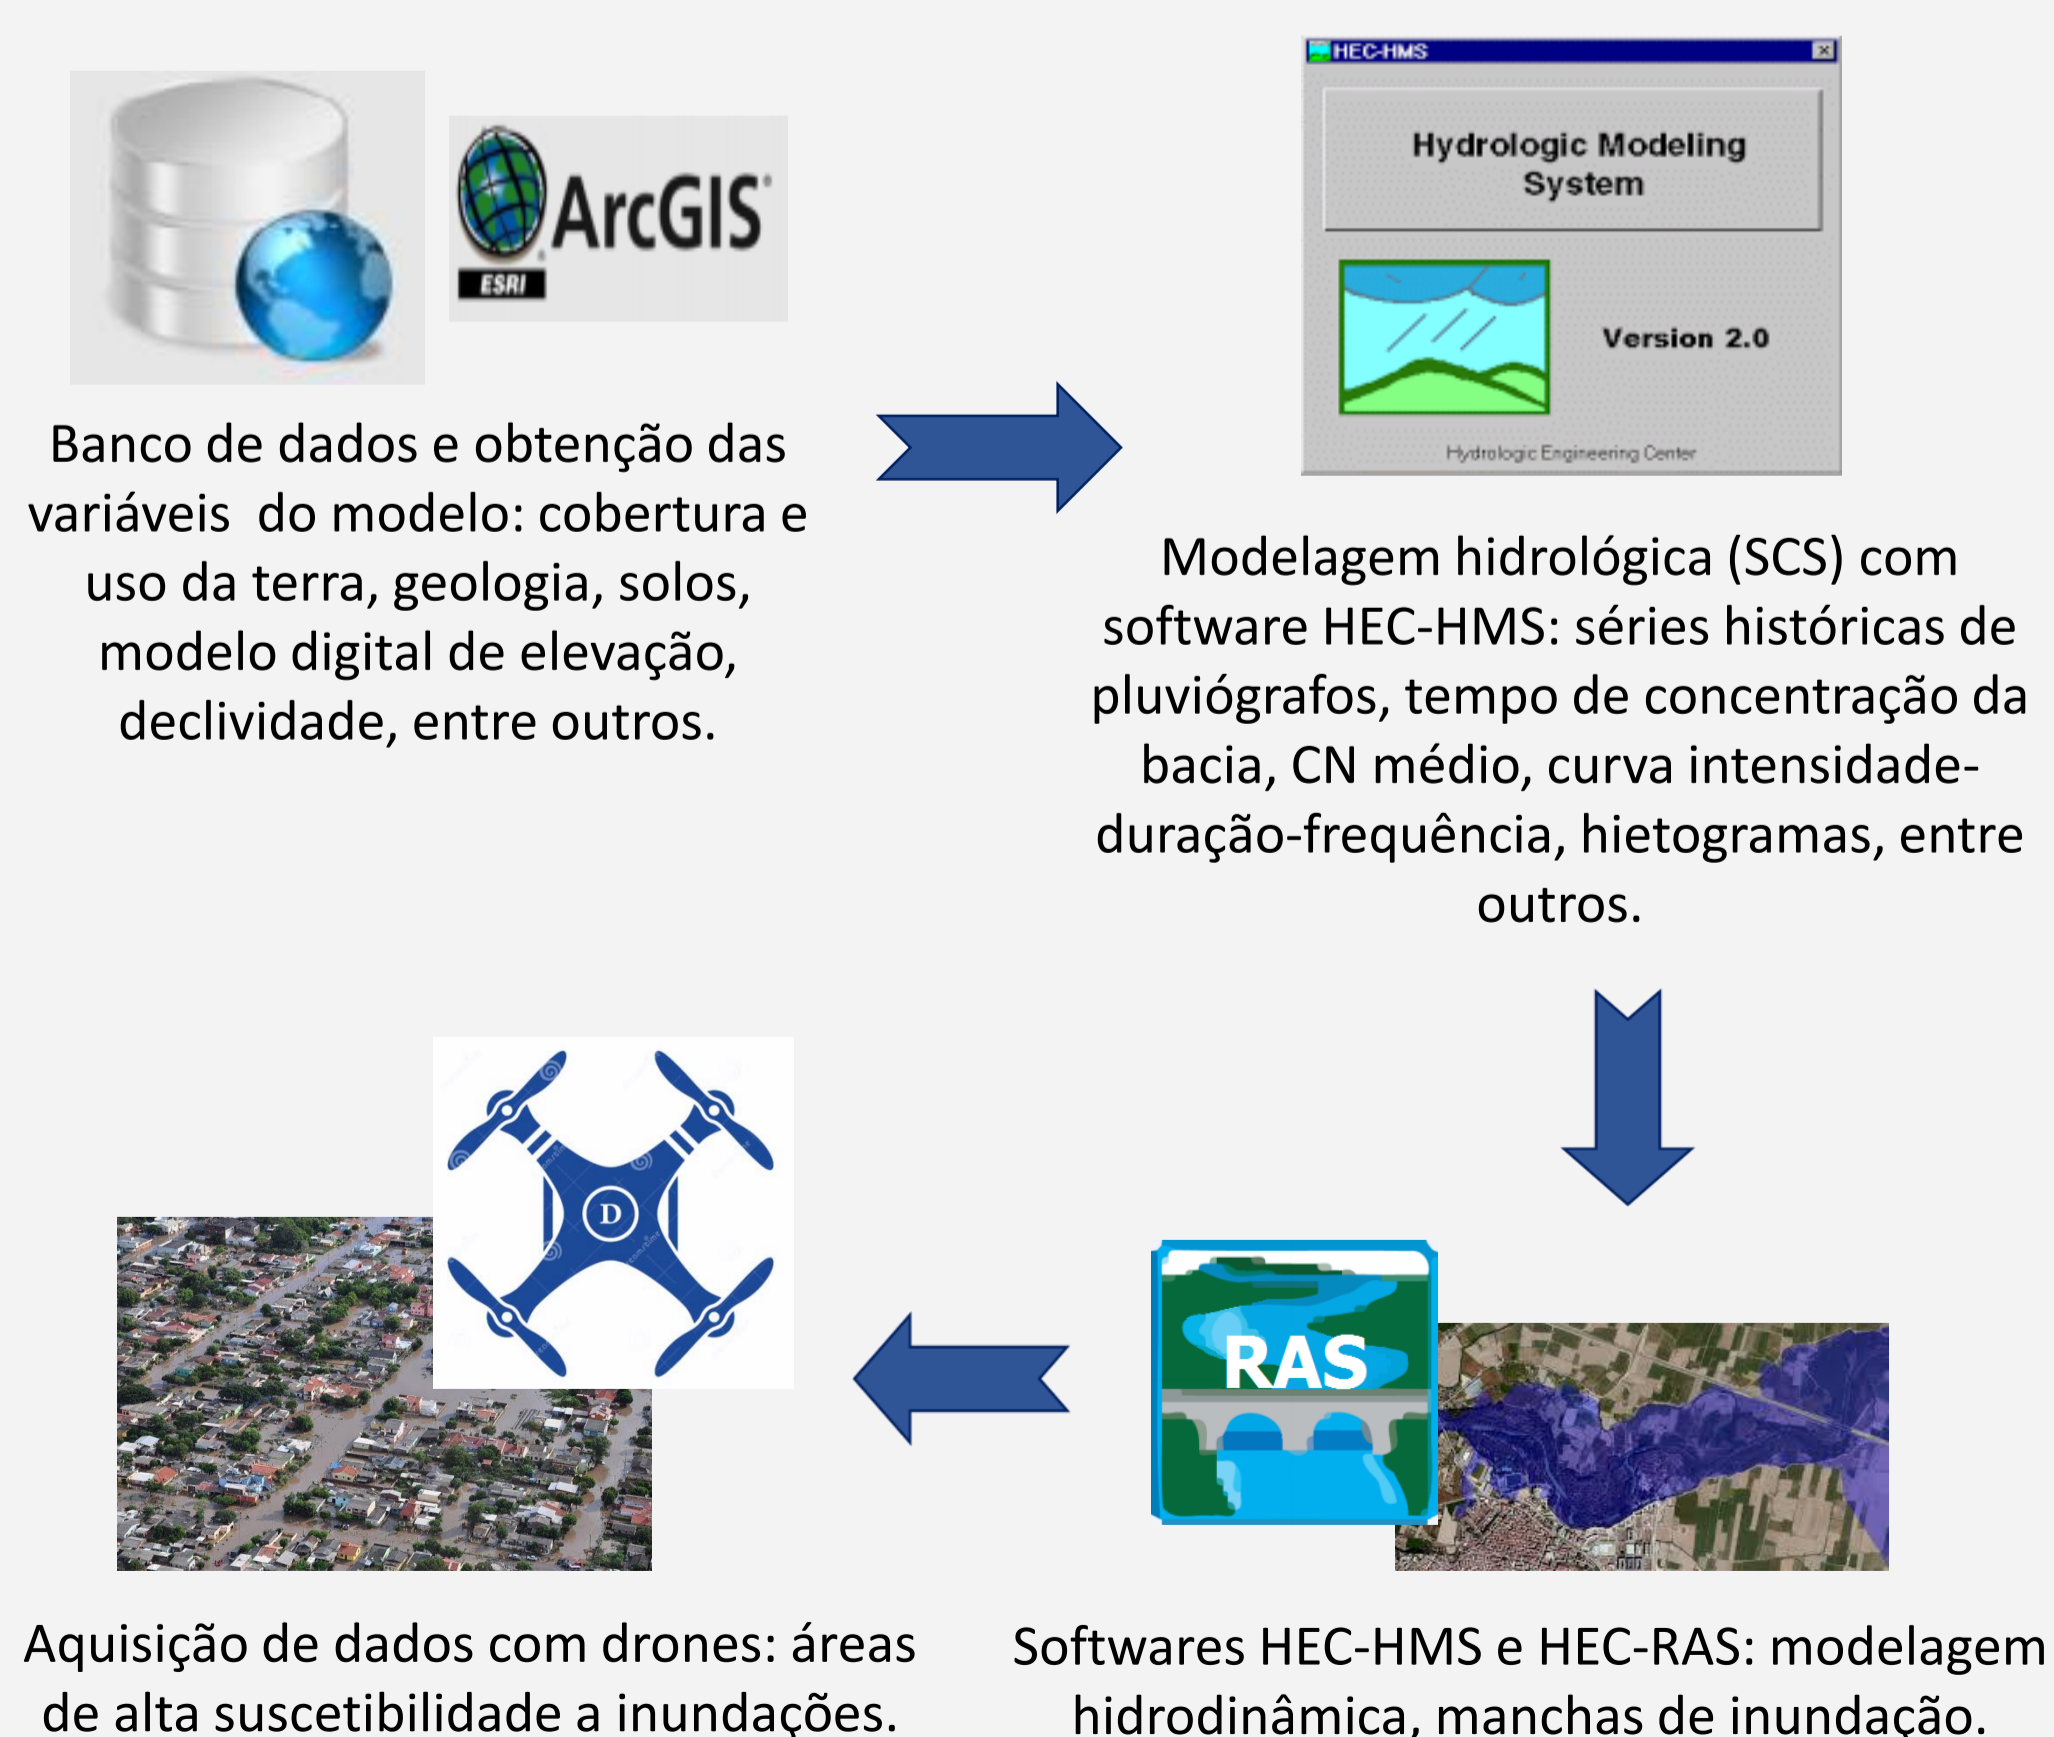 ArcGIS
ESRI
Banco de dados e obtenção das
variáveis do modelo: cobertura e
uso da terra, geologia, solos,
modelo digital de elevação,
declividade, entre outros.
HEC-HMS
Hydrologic Modeling
System
Version 2.0
Hydrologic Engineering Center
Modelagem hidrológica (SCS) com
software HEC-HMS: séries históricas de
pluviógrafos, tempo de concentração da
bacia, CN médio, curva intensidade-
duração-frequência, hietogramas, entre
outros.
D
Aquisição de dados com drones: áreas
de alta suscetibilidade a inundações.
RAS
Softwares HEC-HMS e HEC-RAS: modelagem
hidrodinâmica, manchas de inundação.